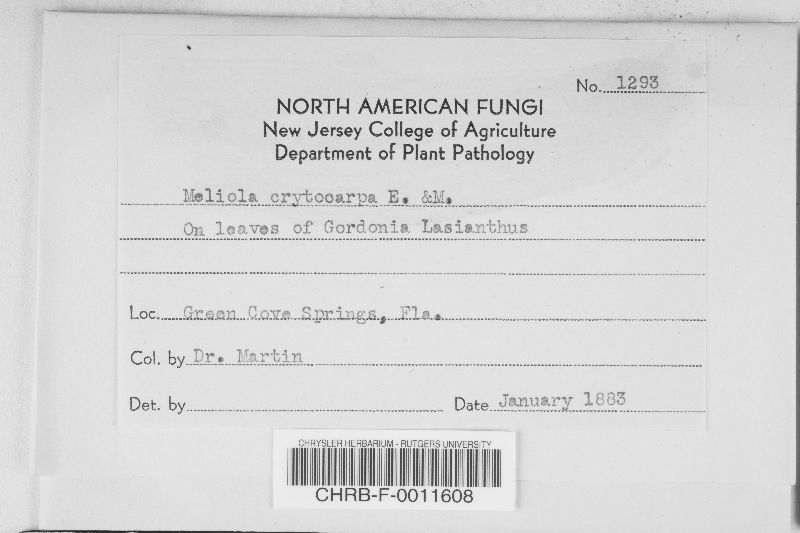 No. 1293
NORTH AMERICAN FUNGI
New Jersey College of Agriculture
Department of Plant Pathology
Meliola crytocarpa E. &M.
On leaves of Gordonia Lasianthus
Loc. Green Cove Springs, Fla.
Col. by Dr. Martin
Det. by Date January 1883
CHRYSLER HERBARIUM - RUTGERS UNIVERSITY
CHRB-F-0011608